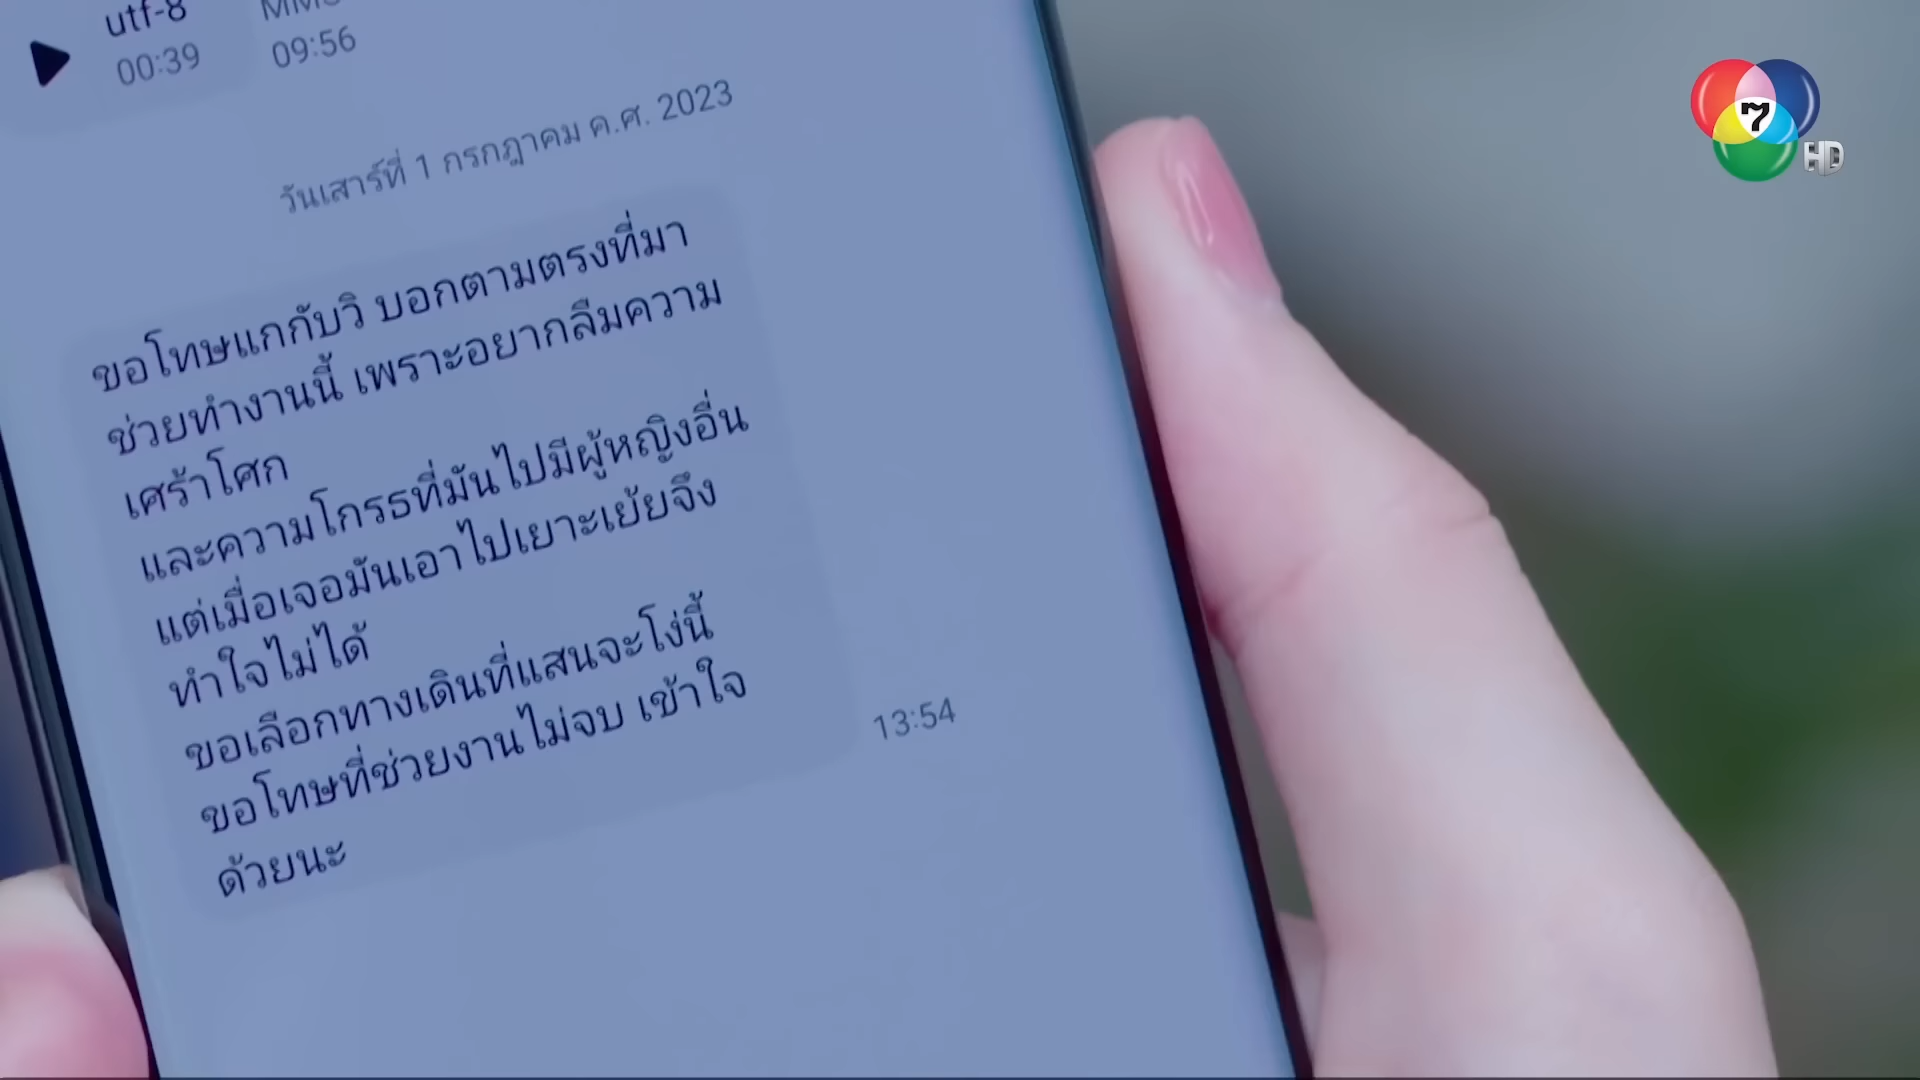 utf-8
00:39
09:56
วันเสาร์ที่ 1 กรกฎาคม ค.ศ. 2023
ขอโทษแกกับวิ บอกตามตรงที่มา
ช่วยทำงานนี้ เพราะอยากลืมความ
เศร้าโศก
และความโกรธที่มันไปมีผู้หญิงอื่น
แต่เมื่อเจอมันเอาไปเยาะเย้ยจึง
ทำใจไม่ได้
ขอเลือกทางเดินที่แสนจะโง่นี้
ขอโทษที่ช่วยงานไม่จบ เข้าใจ
ด้วยนะ
13:54
7
HD